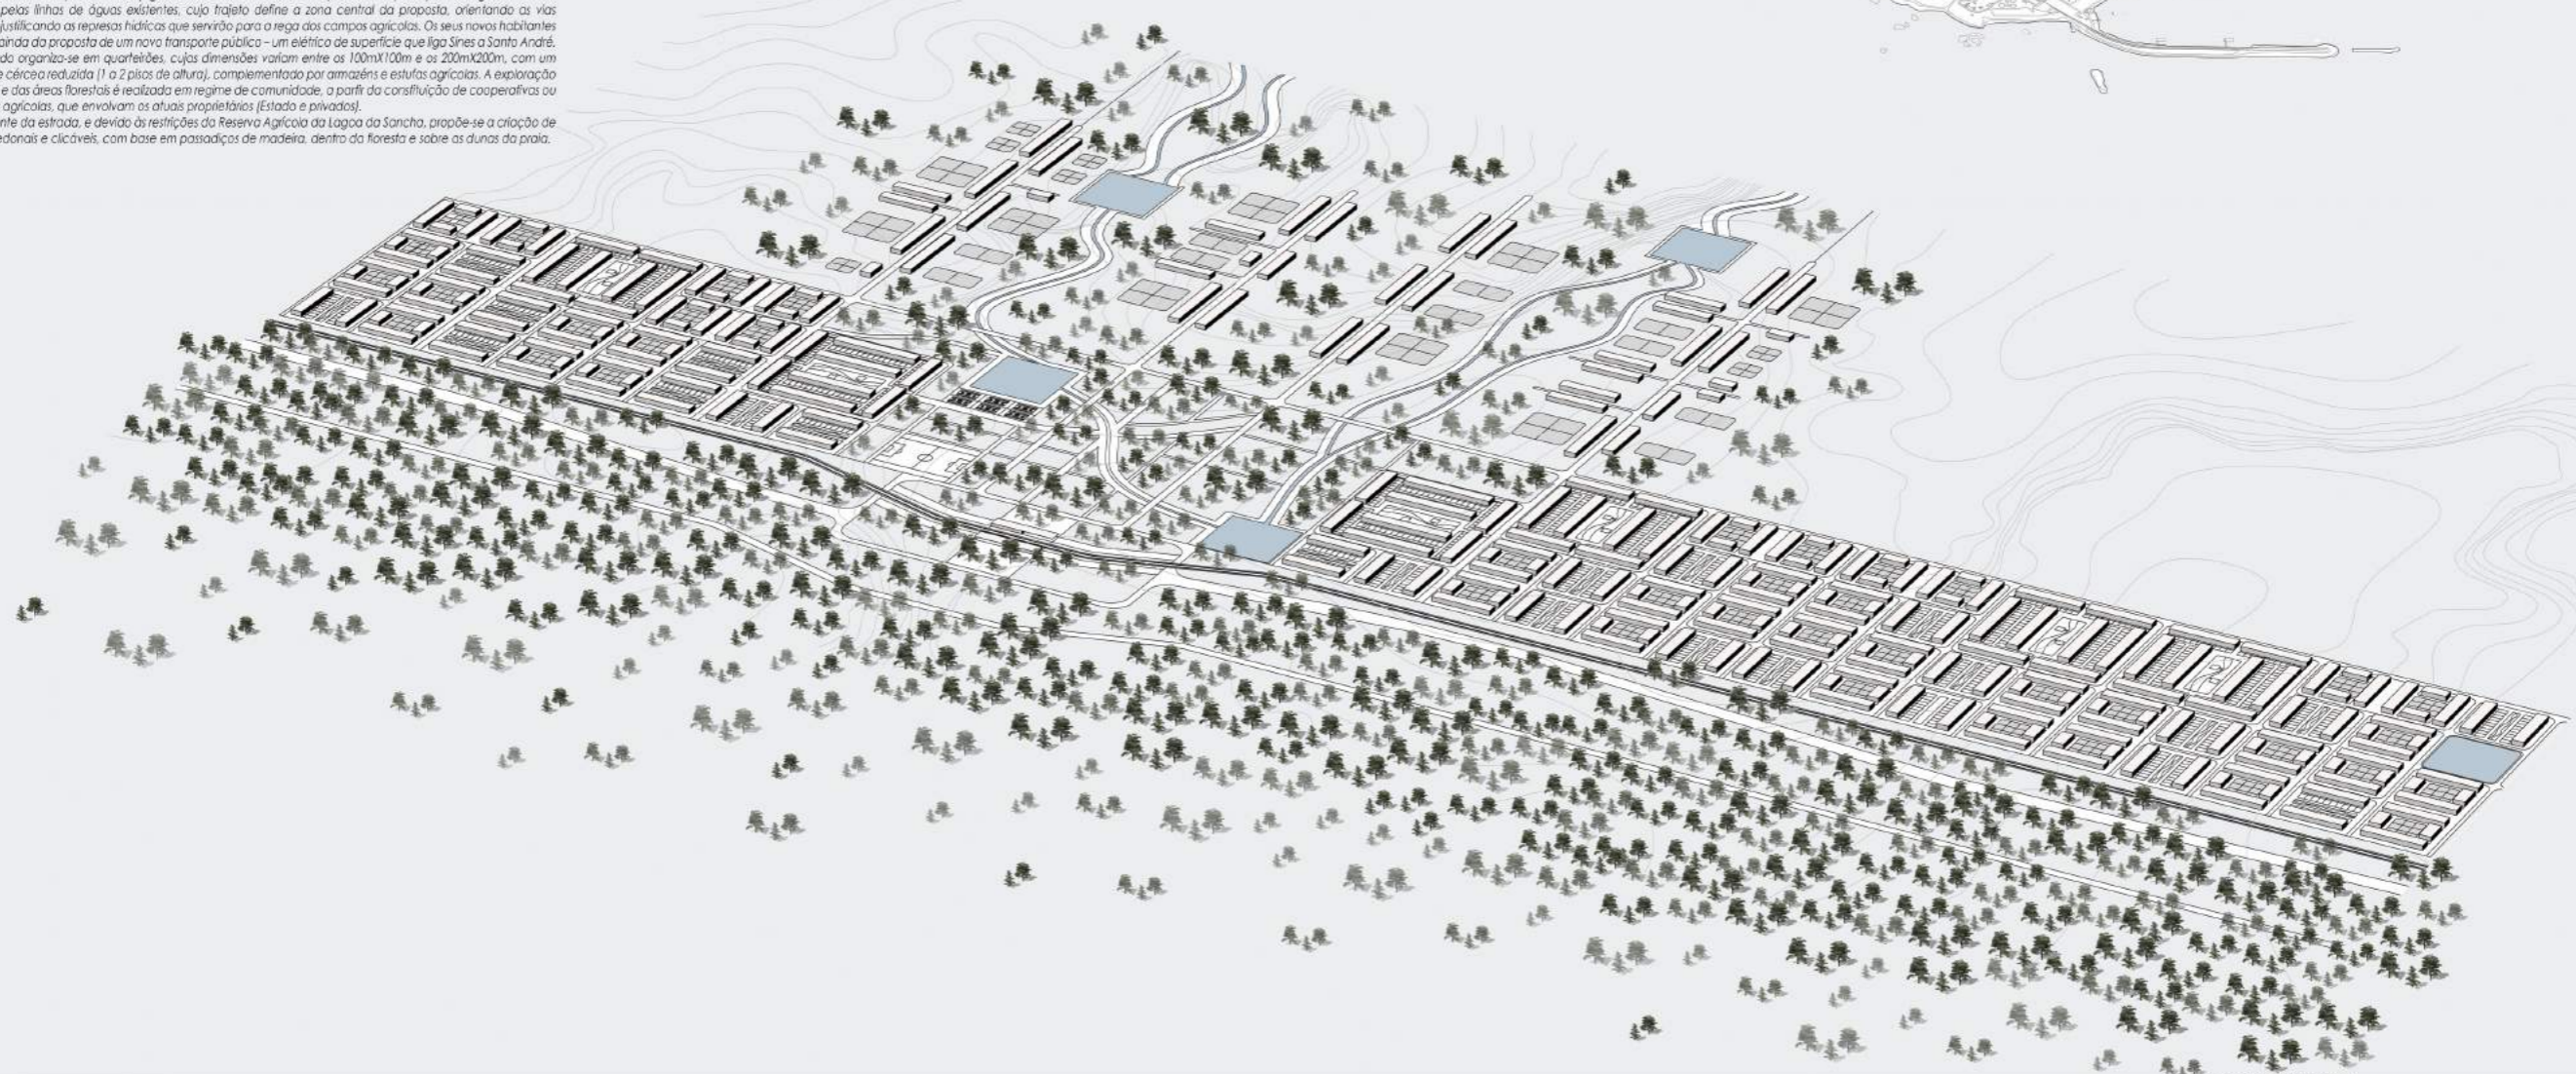 pelas linhas de águas existentes, cujo trajeto define a zona central da proposta, orientando as vias
justificando as represas hídricas que servirão para a rega dos campos agrícolas. Os seus novos habitantes
ainda da proposta de um novo transporte público – um elétrico de superfície que liga Sines a Santo André.
do organiza-se em quarteirões, cujas dimensões variam entre os 100mX100m e os 200mX200m, com um
e cércea reduzida (1 a 2 pisos de altura), complementado por armazéns e estufas agrícolas. A exploração
e das áreas florestais é realizada em regime de comunidade, a partir da constituição de cooperativas ou
agrícolas, que envolvam os atuais proprietários (Estado e privados).
nte da estrada, e devido às restrições da Reserva Agrícola da Lagoa da Sancha, propõe-se a criação de
edonais e clicáveis, com base em passadiços de madeira, dentro da floresta e sobre as dunas da praia.